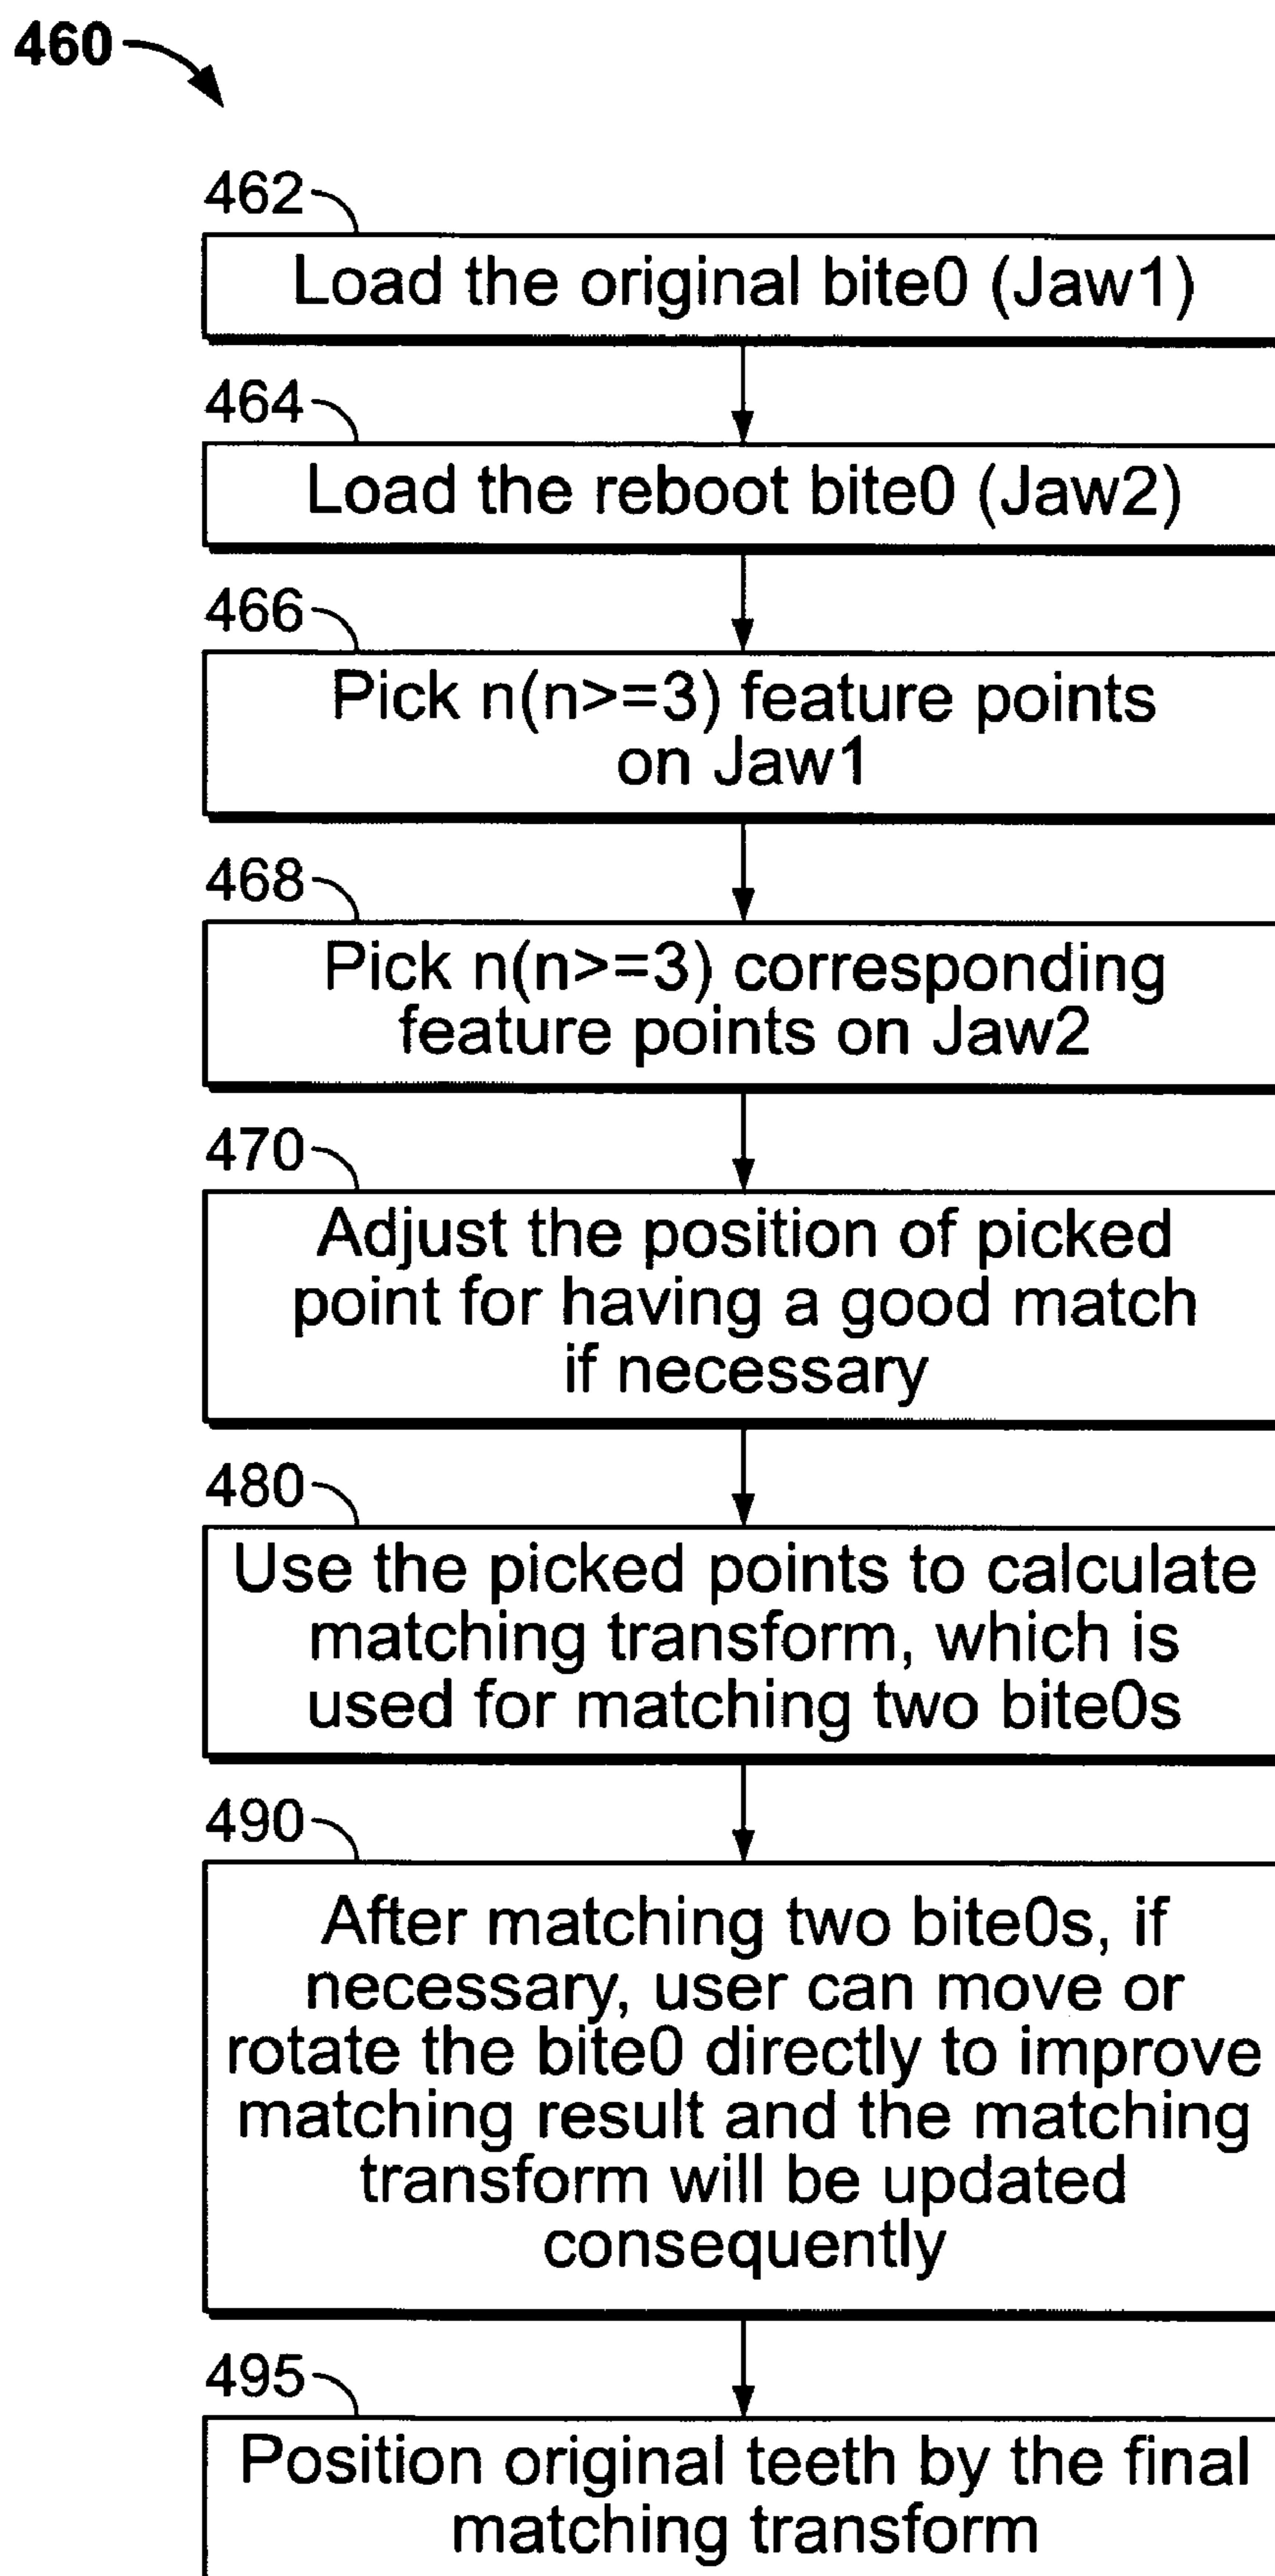 460
462
Load the original bite0 (Jaw1)
464
Load the reboot bite0 (Jaw2)
466
Pick n(n>=3) feature points
on Jaw1
468
Pick n(n>=3) corresponding
feature points on Jaw2
470
Adjust the position of picked
point for having a good match
if necessary
480
Use the picked points to calculate
matching transform, which is
used for matching two bite0s
490
After matching two bite0s, if
necessary, user can move or
rotate the bite0 directly to improve
matching result and the matching
transform will be updated
consequently
495
Position original teeth by the final
matching transform